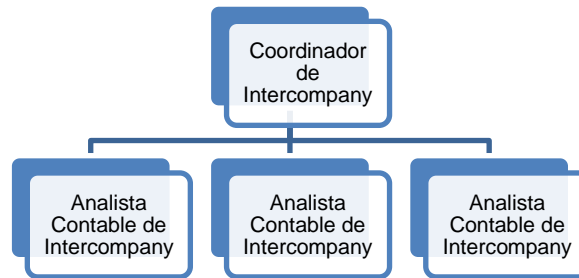 Coordinador
de
Intercompany
Analista
Contable de
Intercompany
Analista
Contable de
Intercompany
Analista
Contable de
Intercompany